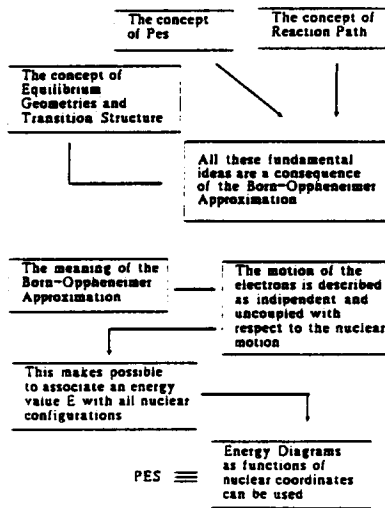 The concept
of Pes
The concept of
Reaction Path
The concept of
Equilibrium
Geometries and
Transition Structure
All these fundamental
ideas are a consequence
of the Born-Oppheneimer
Approximation
The meaning of the
Born-Oppheneimer
Approximation
The motion of the
electrons is described
as indipendent and
uncoupled with
respect to the nuclear
motion
This makes possible
to associate an energy
value E with all nuclear
configurations
PES ≡
Energy Diagrams
as functions of
nuclear coordinates
can be used